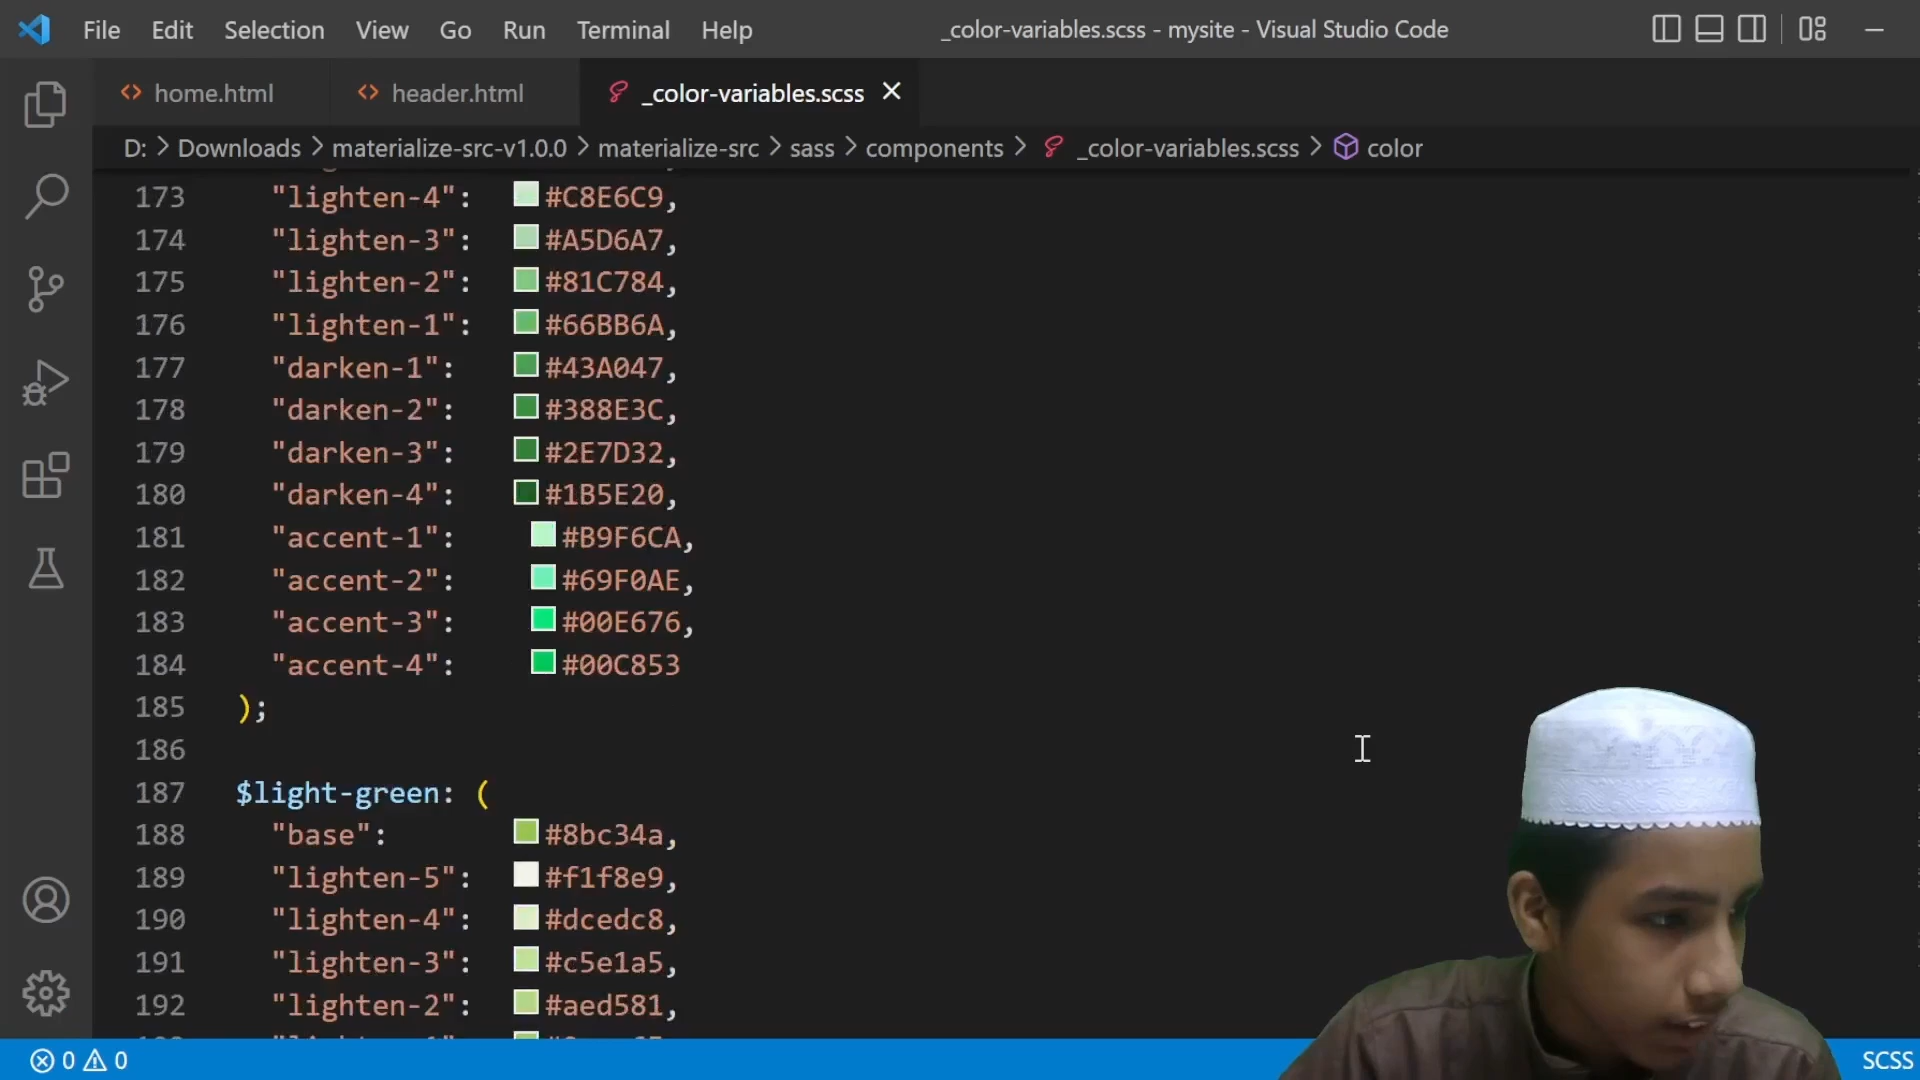 File Edit Selection View Go Run Terminal Help
_color-variables.scss - mysite - Visual Studio Code
home.html
header.html
_color-variables.scss
D: > Downloads > materialize-src-v1.0.0 > materialize-src > sass > components > _color-variables.scss > color
173 "lighten-4": #C8E6C9,
174 "lighten-3": #A5D6A7,
175 "lighten-2": #81C784,
176 "lighten-1": #66BB6A,
177 "darken-1": #43A047,
178 "darken-2": #388E3C,
179 "darken-3": #2E7D32,
180 "darken-4": #1B5E20,
181 "accent-1": #B9F6CA,
182 "accent-2": #69F0AE,
183 "accent-3": #00E676,
184 "accent-4": #00C853
185 );
186
187 $light-green: (
188 "base": #8bc34a,
189 "lighten-5": #f1f8e9,
190 "lighten-4": #dcedc8,
191 "lighten-3": #c5e1a5,
192 "lighten-2": #aed581,
0 0
SCSS